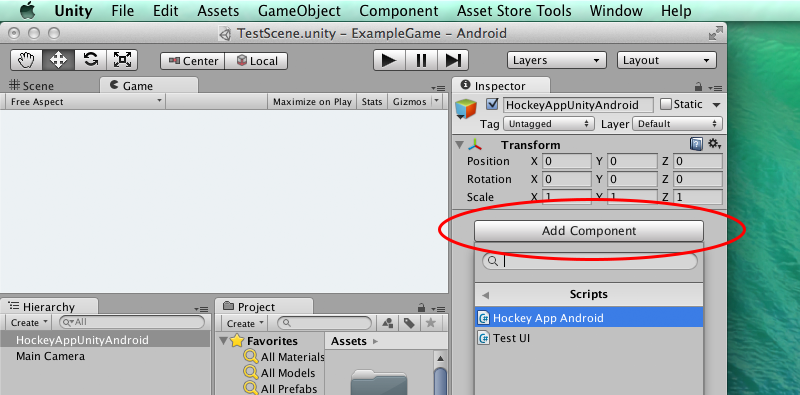 Unity File Edit Assets GameObject Component Asset Store Tools Window Help
TestScene.unity – ExampleGame – Android
Center Local Layers Layout
Scene Game
Free Aspect Maximize on Play Stats Gizmos
Inspector
HockeyAppUnityAndroid Static
Tag Untagged Layer Default
Transform
Position X 0 Y 0 Z 0
Rotation X 0 Y 0 Z 0
Scale X 1 Y 1 Z 1
Add Component
Scripts
Hockey App Android
Test UI
Hierarchy
Create All
HockeyAppUnityAndroid
Main Camera
Project
Create
Favorites
All Materials
All Models
All Prefabs
Assets